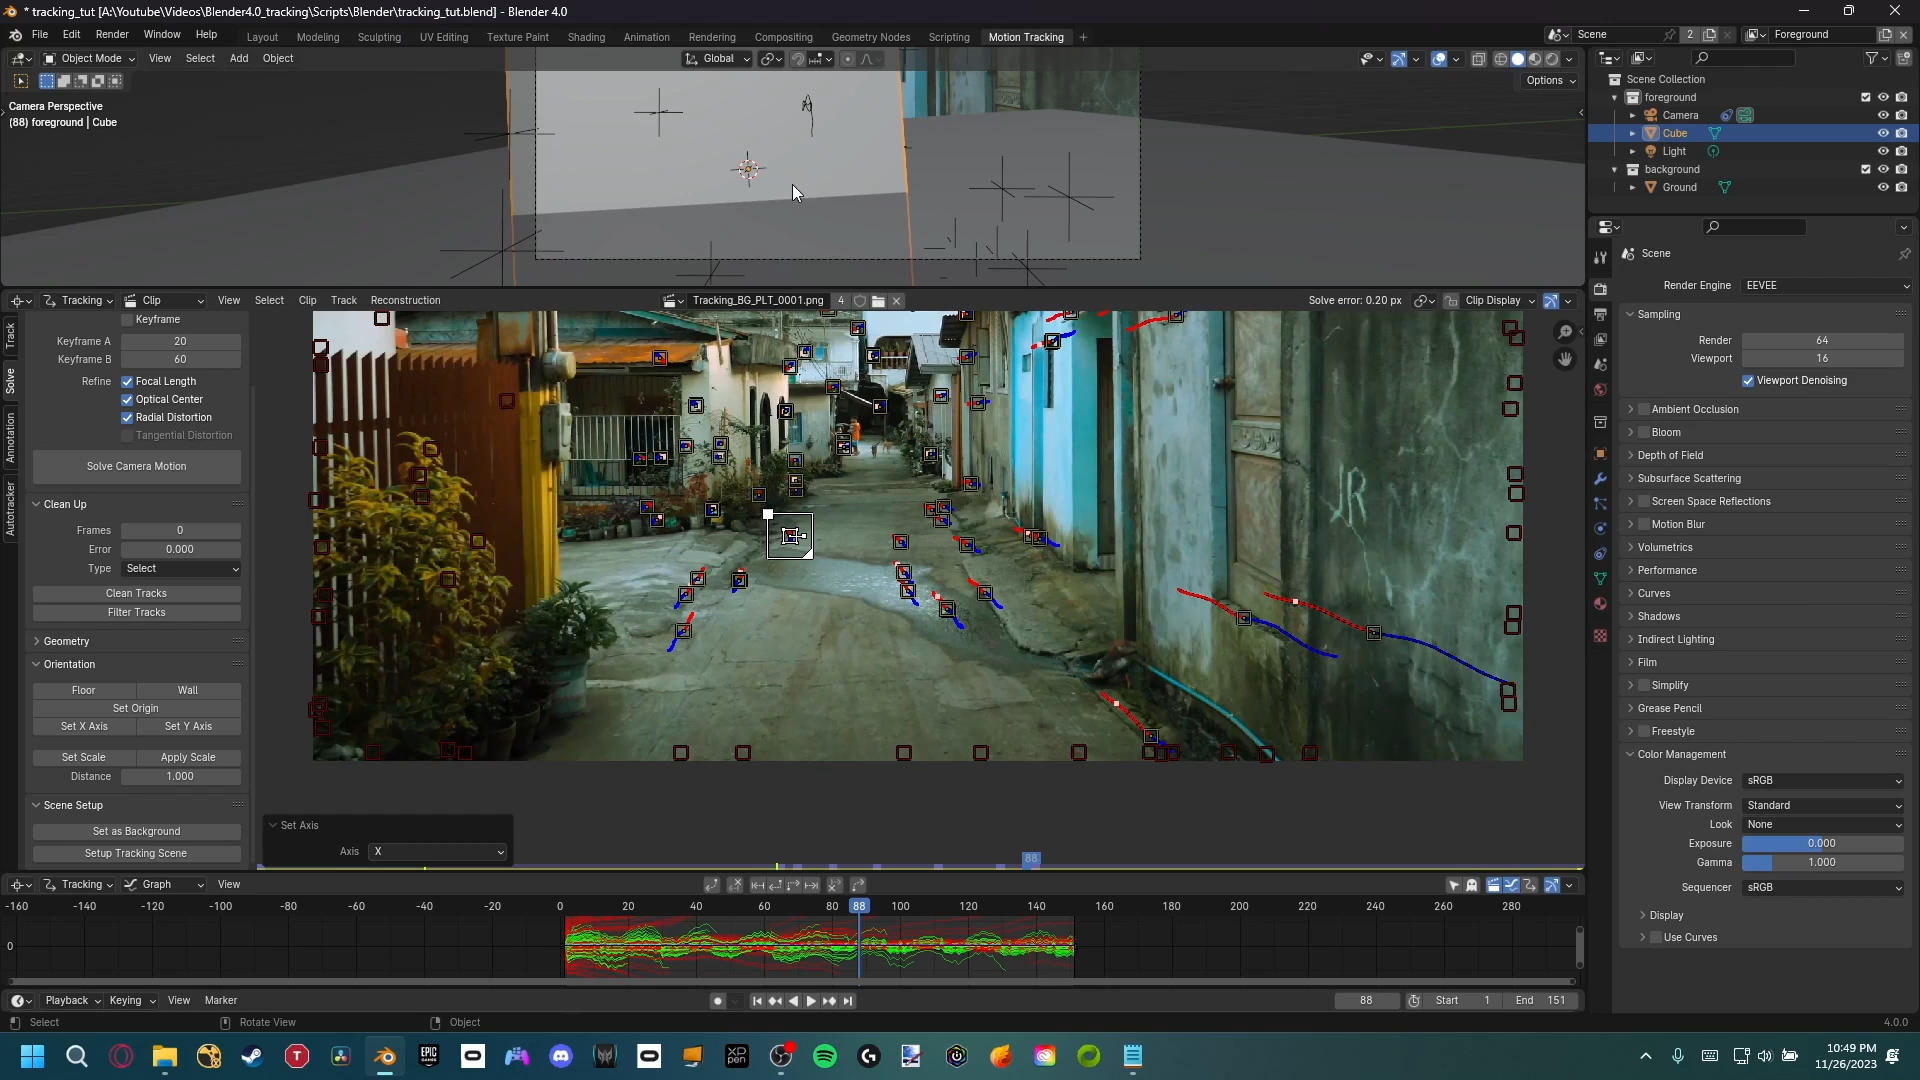 * tracking_tut [A:\Youtube\Videos\Blender4.0_tracking\Scripts\Blender\tracking_tut.blend] - Blender 4.0
File Edit Render Window Help Layout Modeling Sculpting UV Editing Texture Paint Shading Animation Rendering Compositing Geometry Nodes Scripting Motion Tracking + Scene 2 Foreground
Object Mode View Select Add Object Global
Options
Camera Perspective
(88) foreground | Cube
Scene Collection
foreground
Camera
Cube
Light
background
Ground
Tracking Clip View Select Clip Track Reconstruction Tracking_BG_PLT_0001.png 4 Solve error: 0.20 px Clip Display
Track
Solve
Annotation
Autotracker
Keyframe
Keyframe A 20
Keyframe B 60
Refine Focal Length
Optical Center
Radial Distortion
Tangential Distortion
Solve Camera Motion
Clean Up
Frames 0
Error 0.000
Type Select
Clean Tracks
Filter Tracks
Geometry
Orientation
Floor Wall
Set Origin
Set X Axis Set Y Axis
Set Scale Apply Scale
Distance 1.000
Scene Setup
Set as Background
Setup Tracking Scene
JR
Set Axis
Axis X
88
Scene
Render Engine EEVEE
Sampling
Render 64
Viewport 16
Viewport Denoising
Ambient Occlusion
Bloom
Depth of Field
Subsurface Scattering
Screen Space Reflections
Motion Blur
Volumetrics
Performance
Curves
Shadows
Indirect Lighting
Film
Simplify
Grease Pencil
Freestyle
Color Management
Display Device sRGB
View Transform Standard
Look None
Exposure 0.000
Gamma 1.000
Sequencer sRGB
Display
Use Curves
Tracking Graph View
-160 -140 -120 -100 -80 -60 -40 -20 0 20 40 60 80 88 100 120 140 160 180 200 220 240 260 280
0
Playback Keying View Marker 88 Start 1 End 151
Select Rotate View Object 4.0.0
EPIC GAMES
XD PEN
10:49 PM
11/26/2023